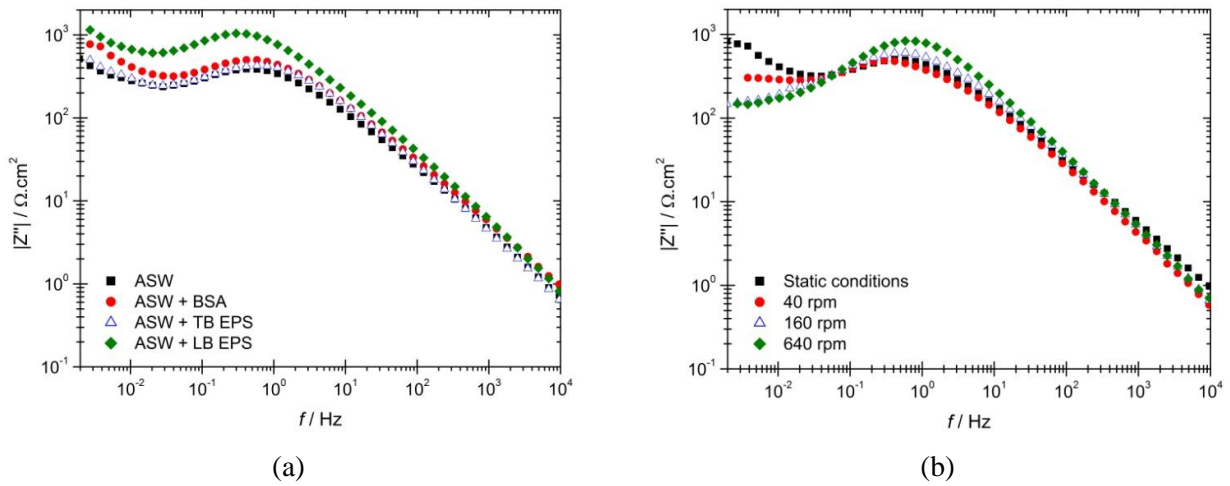 10³
10²
10¹
10⁰
10⁻¹
|Z"| / Ω.cm²
ASW
ASW + BSA
ASW + TB EPS
ASW + LB EPS
10⁻²
10⁻¹
10⁰
10¹
10²
10³
10⁴
f / Hz
(a)
10³
10²
10¹
10⁰
10⁻¹
|Z"| / Ω.cm²
Static conditions
40 rpm
160 rpm
640 rpm
10⁻²
10⁻¹
10⁰
10¹
10²
10³
10⁴
f / Hz
(b)